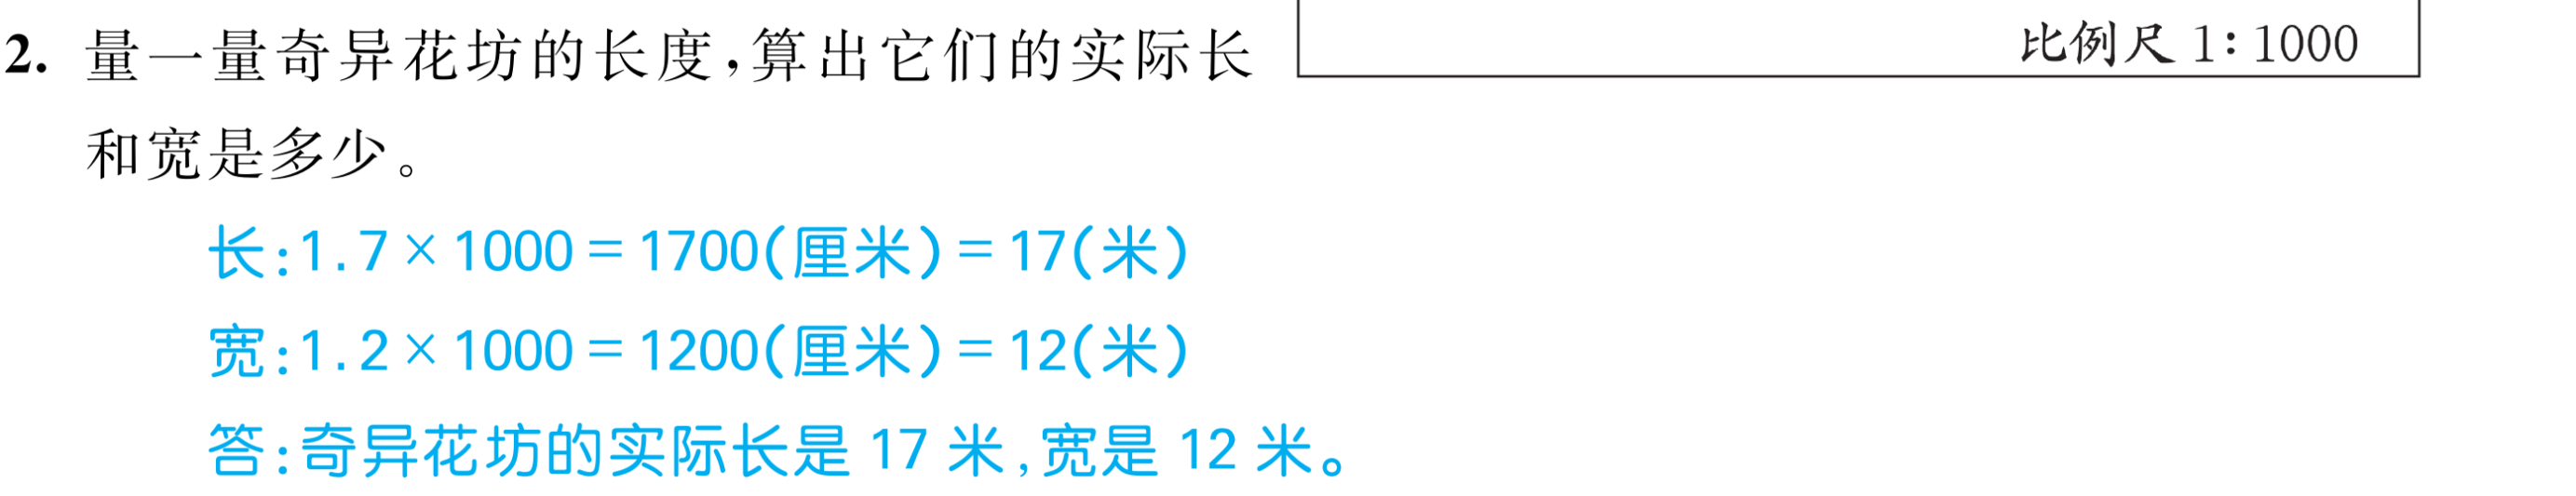 2. 量一量奇异花坊的长度,算出它们的实际长
和宽是多少。
比例尺 1:1000
长:1.7×1000=1700(厘米)=17(米)
宽:1.2×1000=1200(厘米)=12(米)
答:奇异花坊的实际长是 17 米,宽是 12 米。